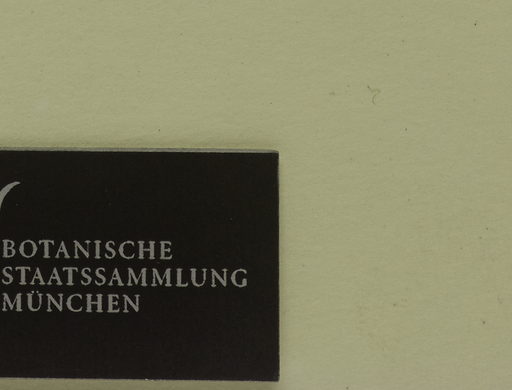 BOTANISCHE
STAATSSAMMLUNG
MÜNCHEN